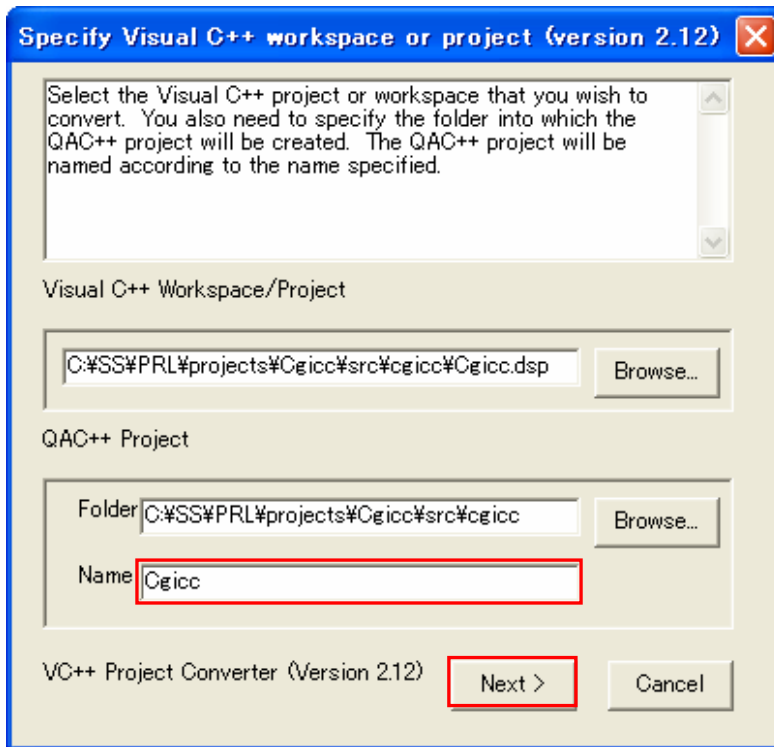 Specify Visual C++ workspace or project (version 2.12)
Select the Visual C++ project or workspace that you wish to
convert.  You also need to specify the folder into which the
QAC++ project will be created.  The QAC++ project will be
named according to the name specified.
Visual C++ Workspace/Project
C:¥SS¥PRL¥projects¥Cgicc¥src¥cgicc¥Cgicc.dsp
Browse...
QAC++ Project
Folder C:¥SS¥PRL¥projects¥Cgicc¥src¥cgicc
Browse...
Name Cgicc
VC++ Project Converter (Version 2.12)
Next >
Cancel